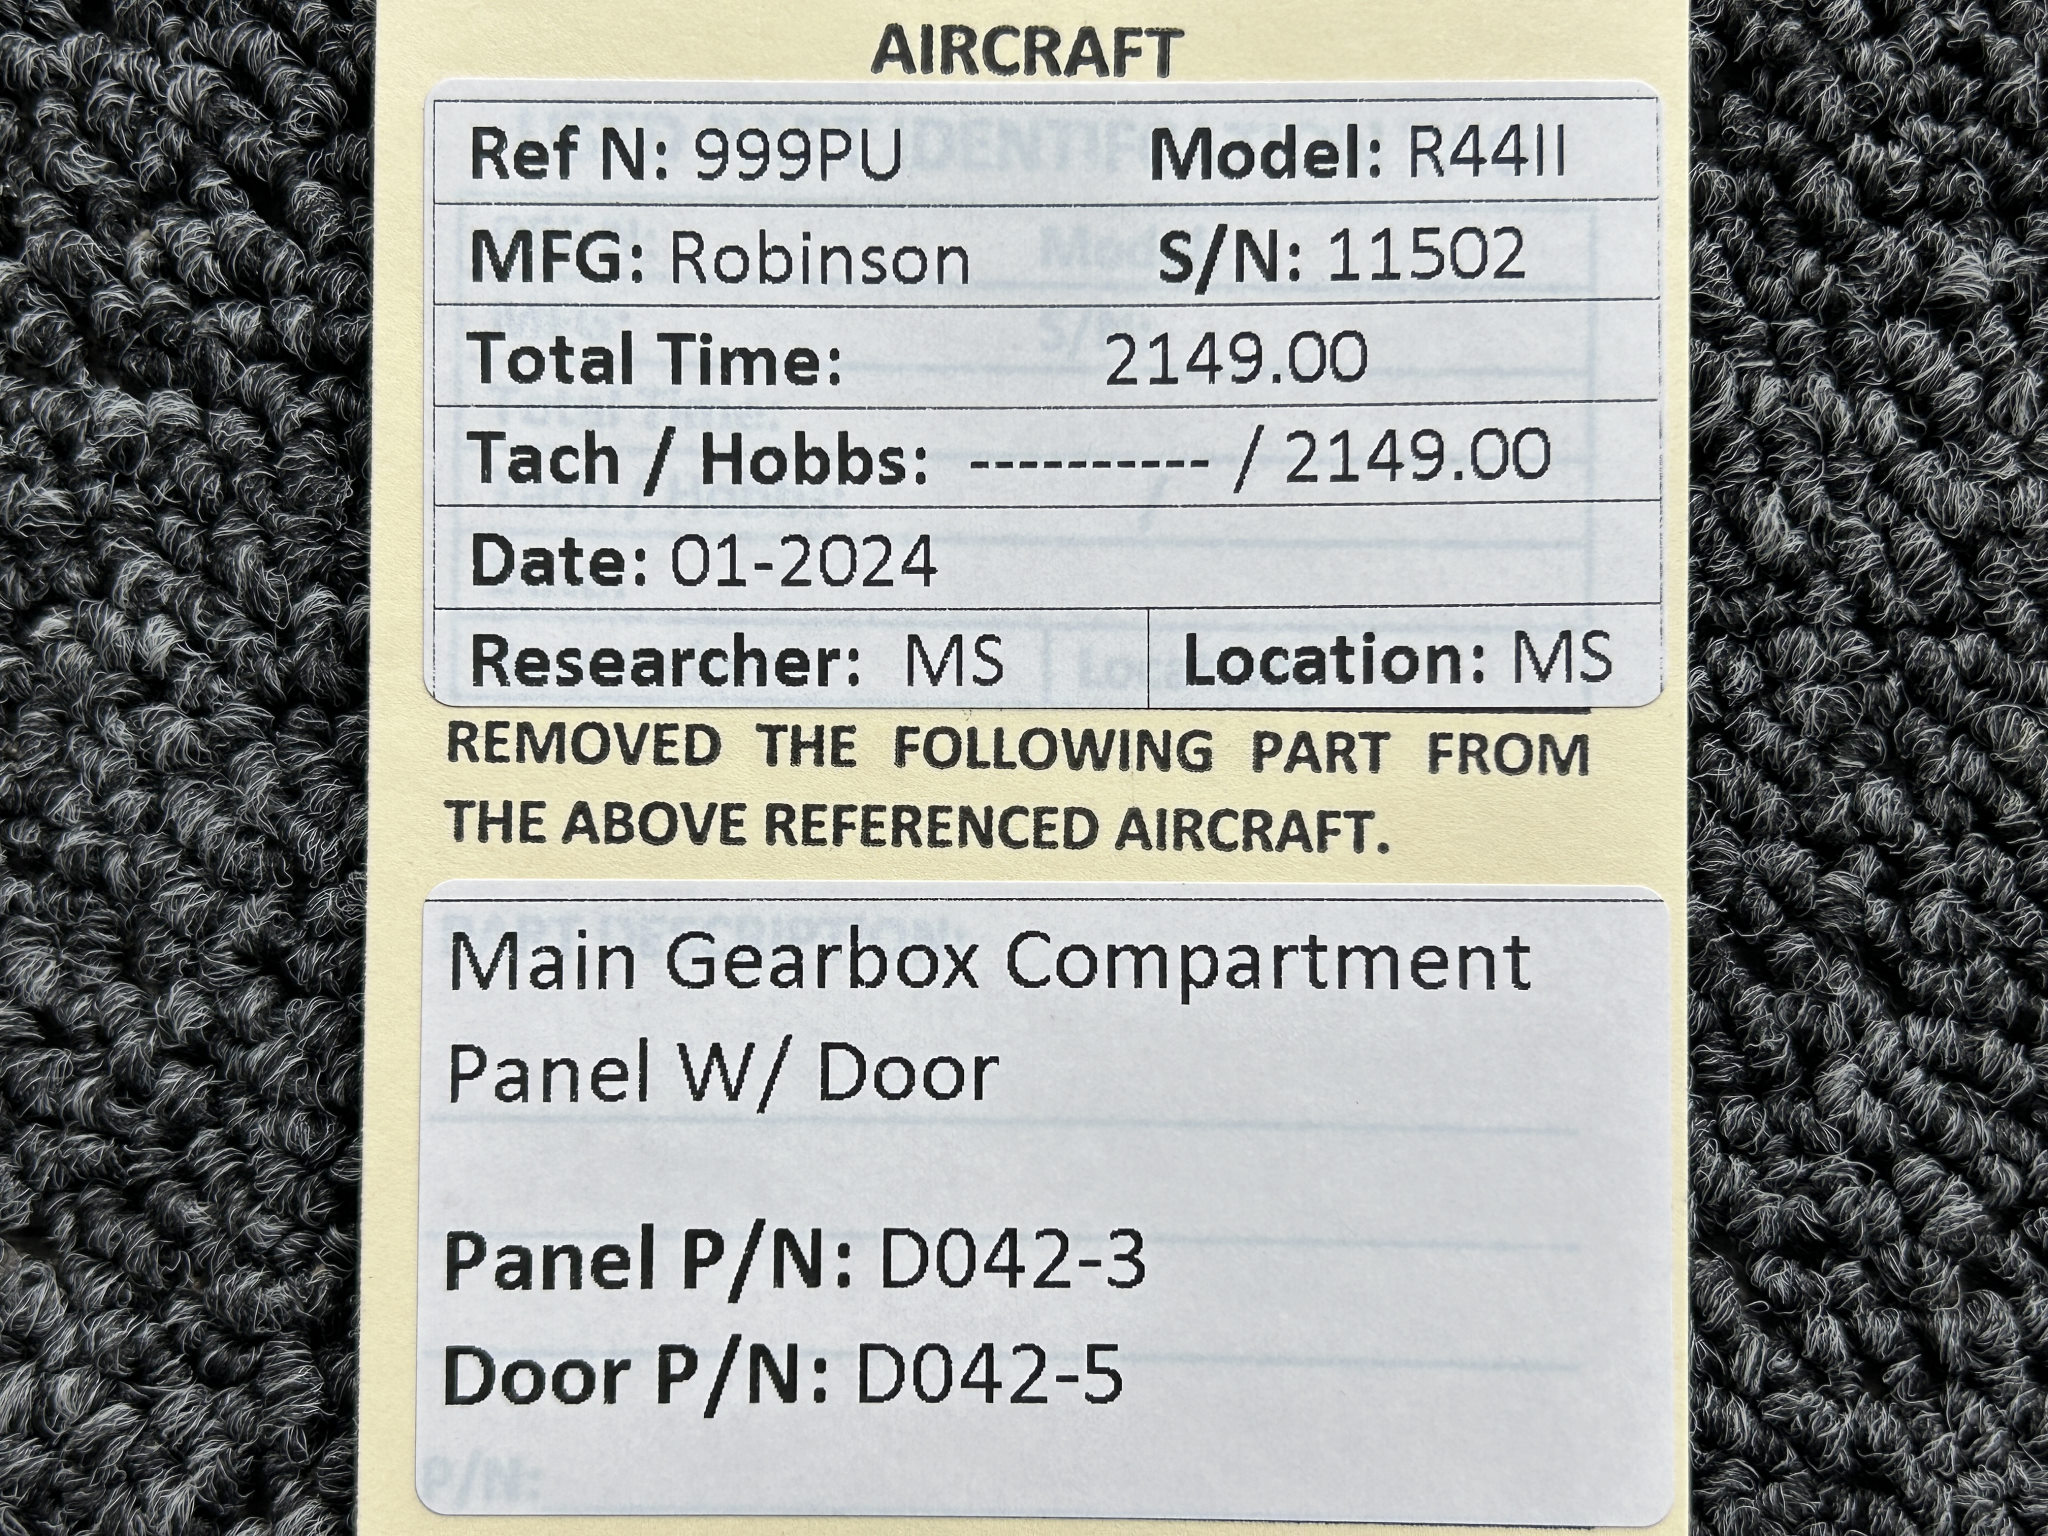 AIRCRAFT
Ref N: 999PU Model: R44II
MFG: Robinson S/N: 11502
Total Time: 2149.00
Tach / Hobbs: ---------- / 2149.00
Date: 01-2024
Researcher: MS Location: MS
REMOVED THE FOLLOWING PART FROM
THE ABOVE REFERENCED AIRCRAFT.
Main Gearbox Compartment
Panel W/ Door
Panel P/N: D042-3
Door P/N: D042-5
P/N: